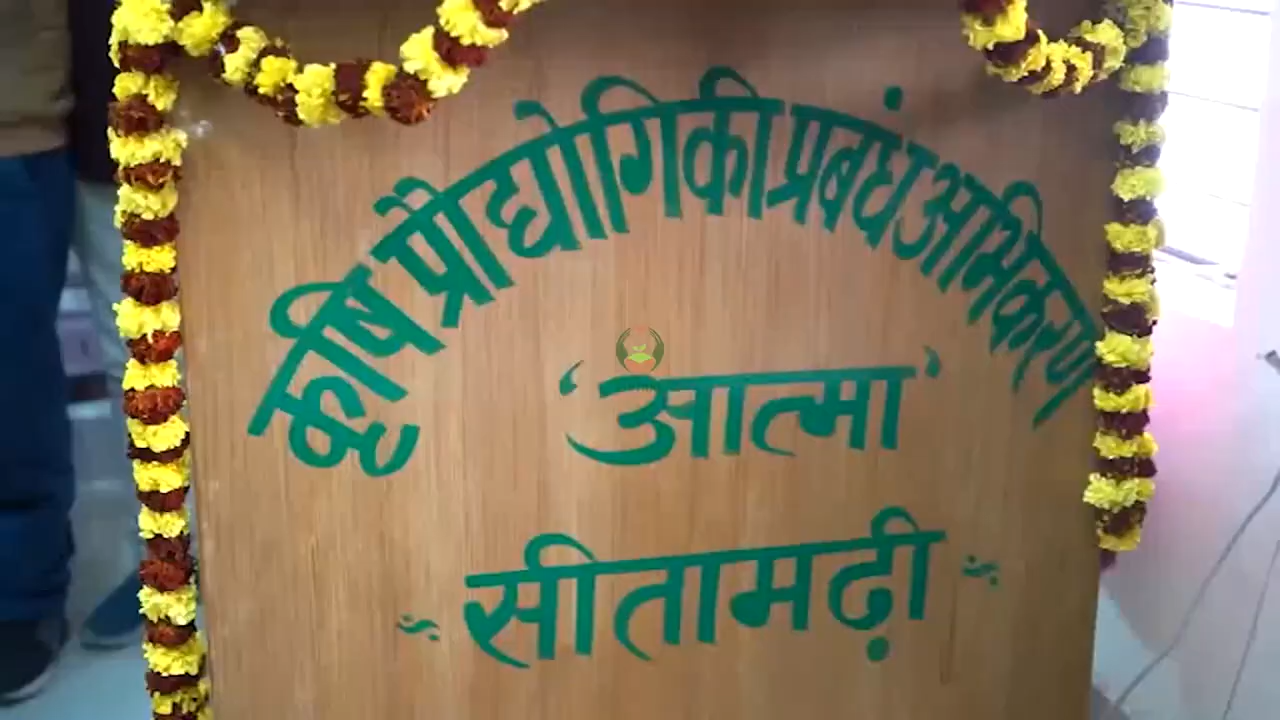 कृषि प्रौद्योगिकी प्रबंध अभिकरण
‘आत्मा’
सीतामढ़ी